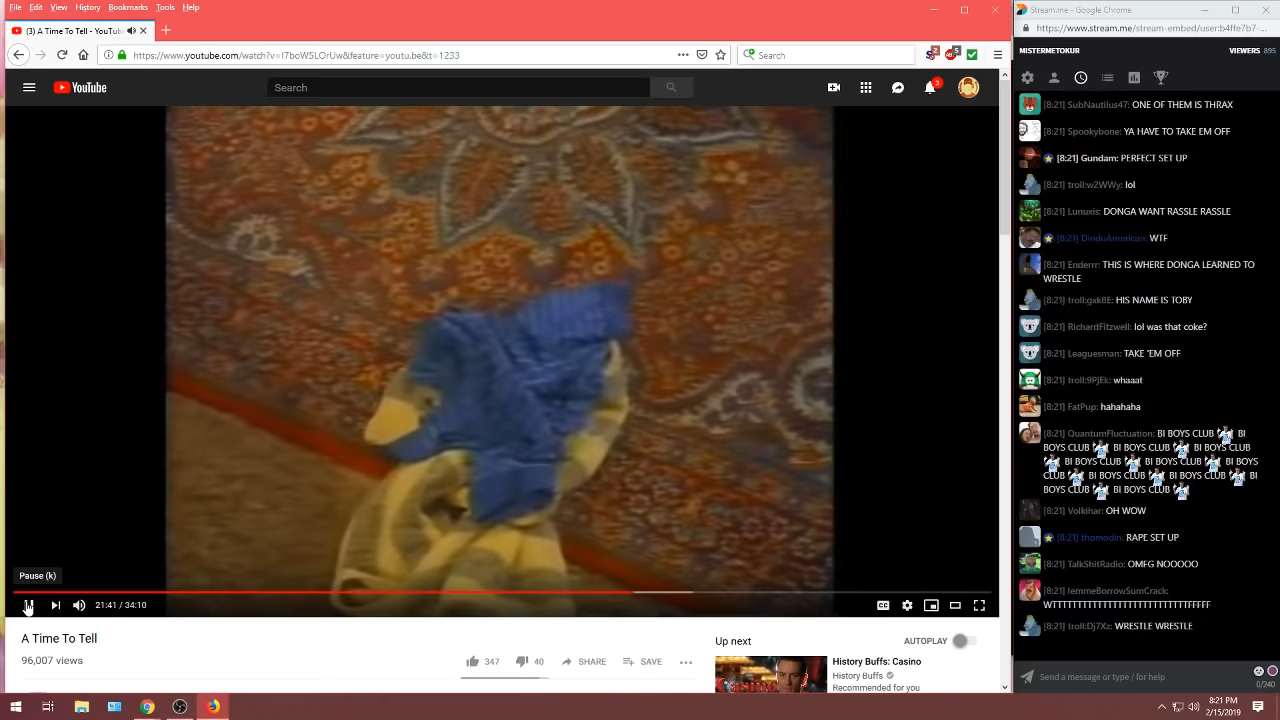 File Edit View History Bookmarks Tools Help
Stream.me - Google Chrome
(3) A Time To Tell - YouTube
https://www.youtube.com/watch?v=I7boW5LOrUw&feature=youtu.be&t=1233
Search
2
5
https://www.stream.me/stream-embed/user:b4ffe7b7-...
MISTERMETOKUR
VIEWERS 895
YouTube
Search
3
[8:21] SubNautilus47: ONE OF THEM IS THRAX
[8:21] Spookybone: YA HAVE TO TAKE EM OFF
[8:21] Gundam: PERFECT SET UP
[8:21] troll:w2WWy: lol
[8:21] Lunuxis: DONGA WANT RASSLE RASSLE
[8:21] DinduAmerican: WTF
[8:21] Enderrr: THIS IS WHERE DONGA LEARNED TO
WRESTLE
[8:21] troll:gxk8E: HIS NAME IS TOBY
[8:21] RichardFitzwell: lol was that coke?
[8:21] Leaguesman: TAKE 'EM OFF
[8:21] troll:9PjEk: whaaat
[8:21] FatPup: hahahaha
[8:21] QuantumFluctuation: BI BOYS CLUB BI
BOYS CLUB BI BOYS CLUB BI BOYS CLUB
BI BOYS CLUB BI BOYS CLUB BI BOYS
CLUB BI BOYS CLUB BI BOYS CLUB BI
BOYS CLUB BI BOYS CLUB
[8:21] Volkihar: OH WOW
[8:21] thomodin: RAPE SET UP
[8:21] TalkShitRadio: OMFG NOOOOO
[8:21] lemmeBorrowSumCrack:
[8:21] troll:Dj7Xz: WRESTLE WRESTLE
Send a message or type / for help
0/240
Pause (k)
21:41 / 34:10
CC
A Time To Tell
96,007 views
347
40
SHARE
SAVE
Up next
AUTOPLAY
Casino
History Buffs: Casino
History Buffs
Recommended for you
8:21 PM
2/15/2019